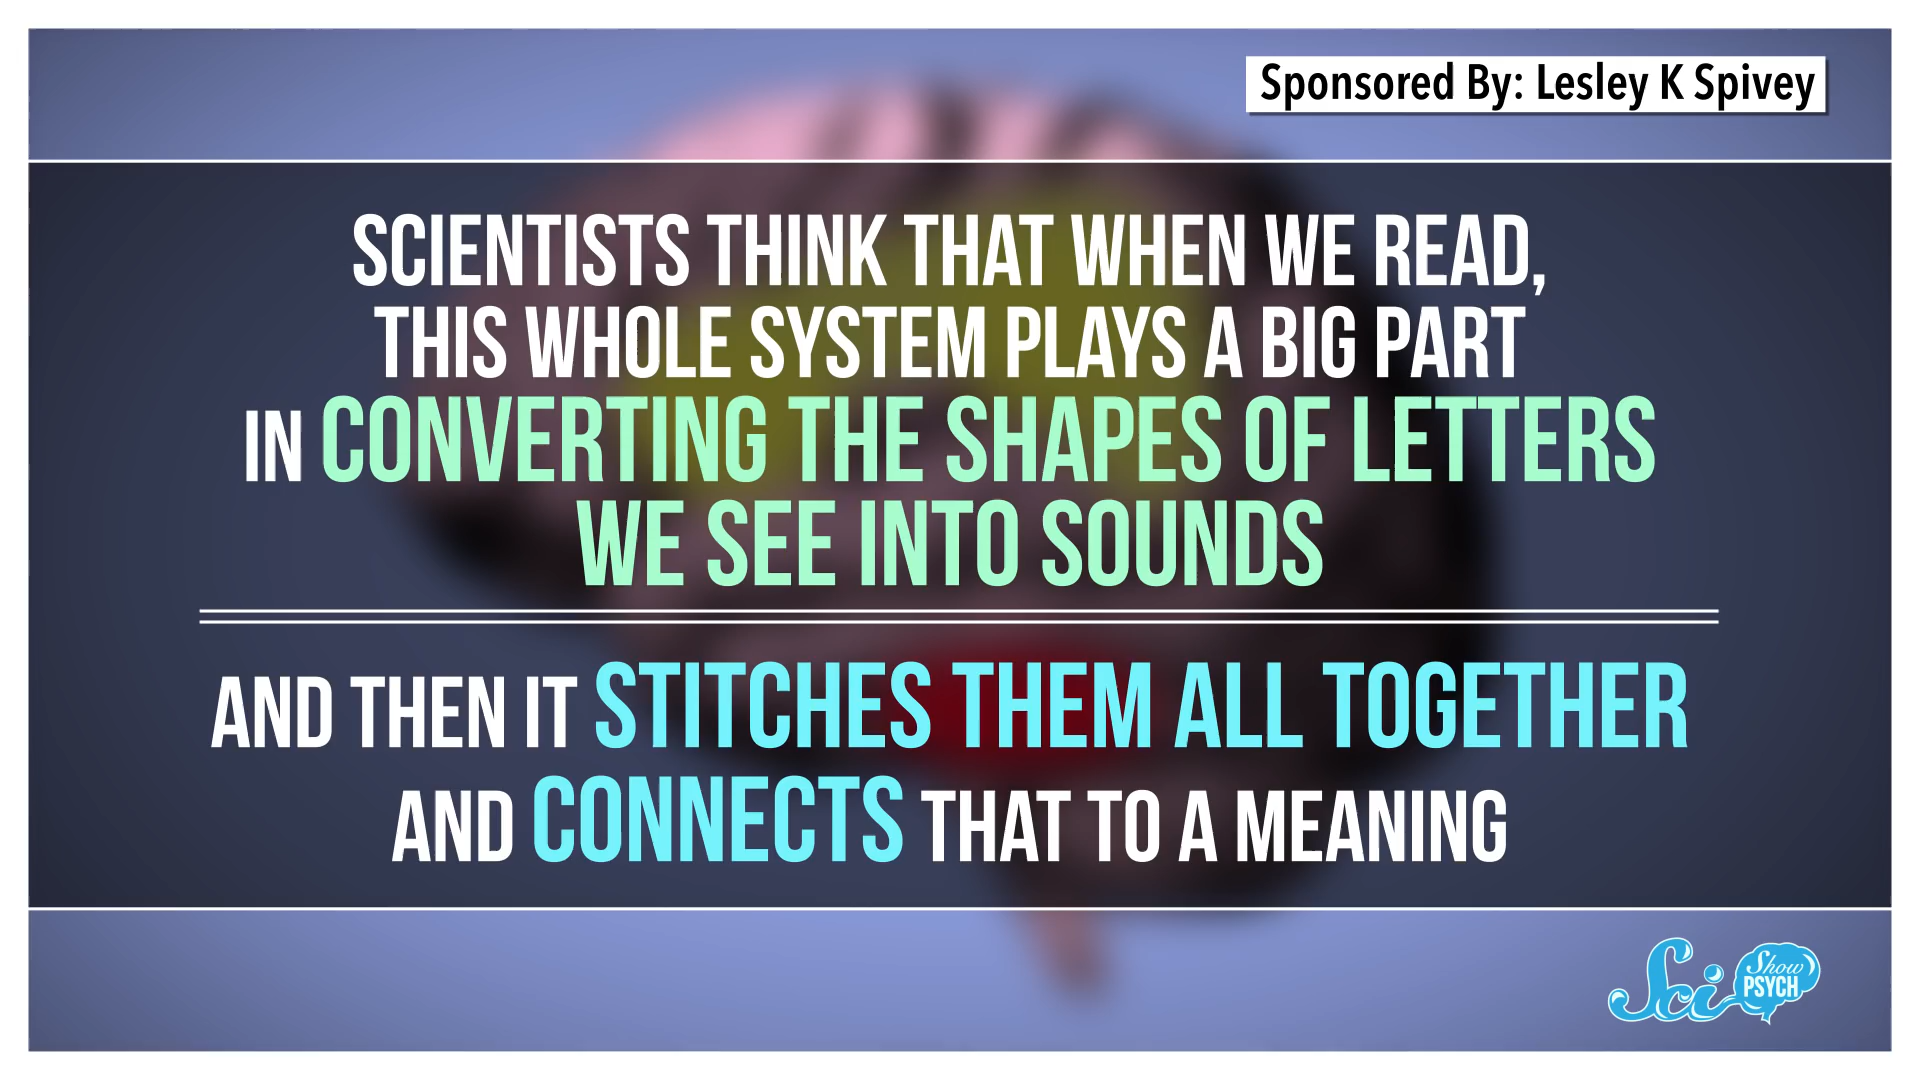 Sponsored By: Lesley K Spivey
SCIENTISTS THINK THAT WHEN WE READ,
THIS WHOLE SYSTEM PLAYS A BIG PART
IN CONVERTING THE SHAPES OF LETTERS
WE SEE INTO SOUNDS
AND THEN IT STITCHES THEM ALL TOGETHER
AND CONNECTS THAT TO A MEANING
Sci Show
PSYCH